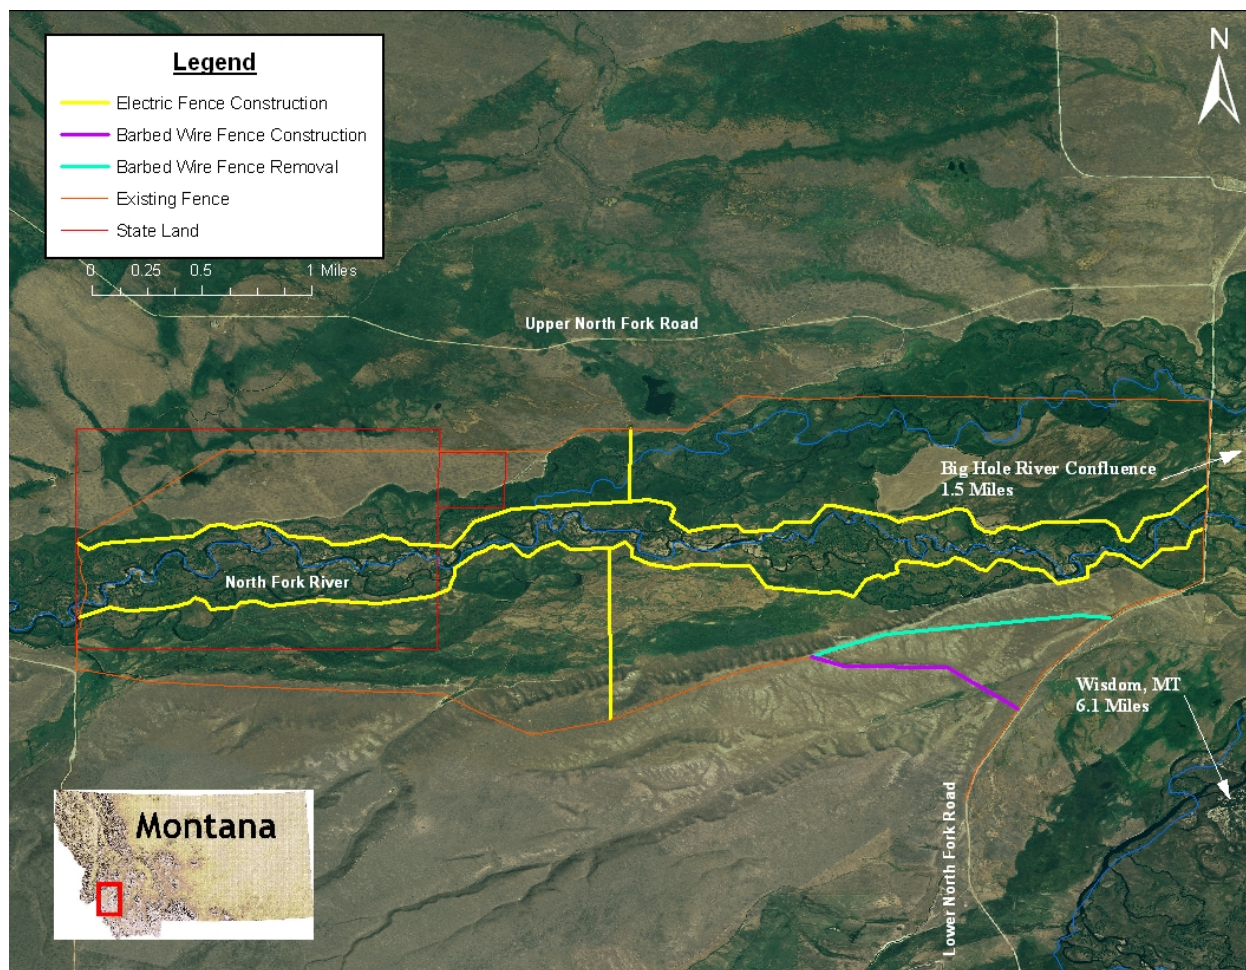 Legend
Electric Fence Construction
Barbed Wire Fence Construction
Barbed Wire Fence Removal
Existing Fence
State Land
0 0.25 0.5 1 Miles
N
Upper North Fork Road
Big Hole River Confluence
1.5 Miles
North Fork River
Wisdom, MT
6.1 Miles
Lower North Fork Road
Montana